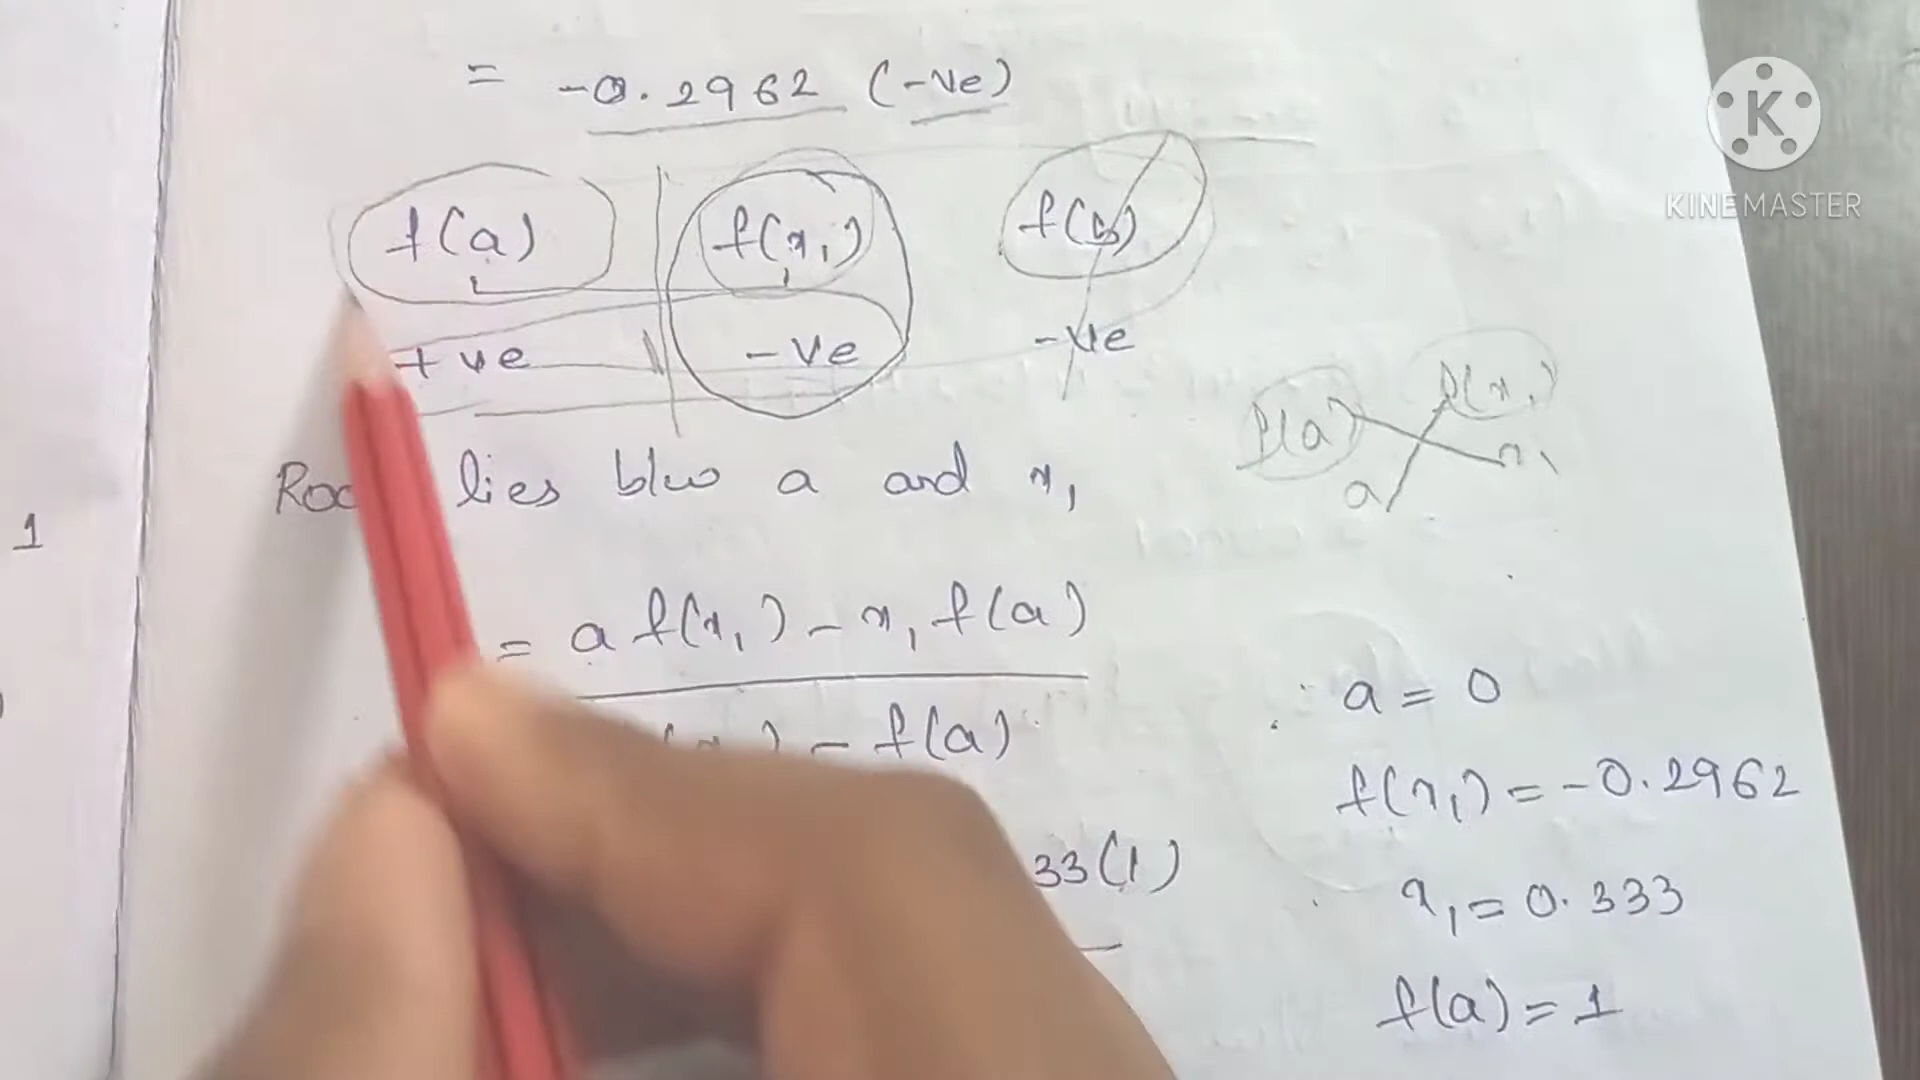 = -0.2962 (-ve)
K
KINEMASTER
f(a) f(x₁) f(b)
+ve -ve -ve
f(a) f(x₁)
a x₁
lies b/w a and x₁
1
= a f(x₁) - x₁ f(a)
- f(a)
a = 0
f(x₁) = -0.2962
33(1)
x₁ = 0.333
f(a) = 1